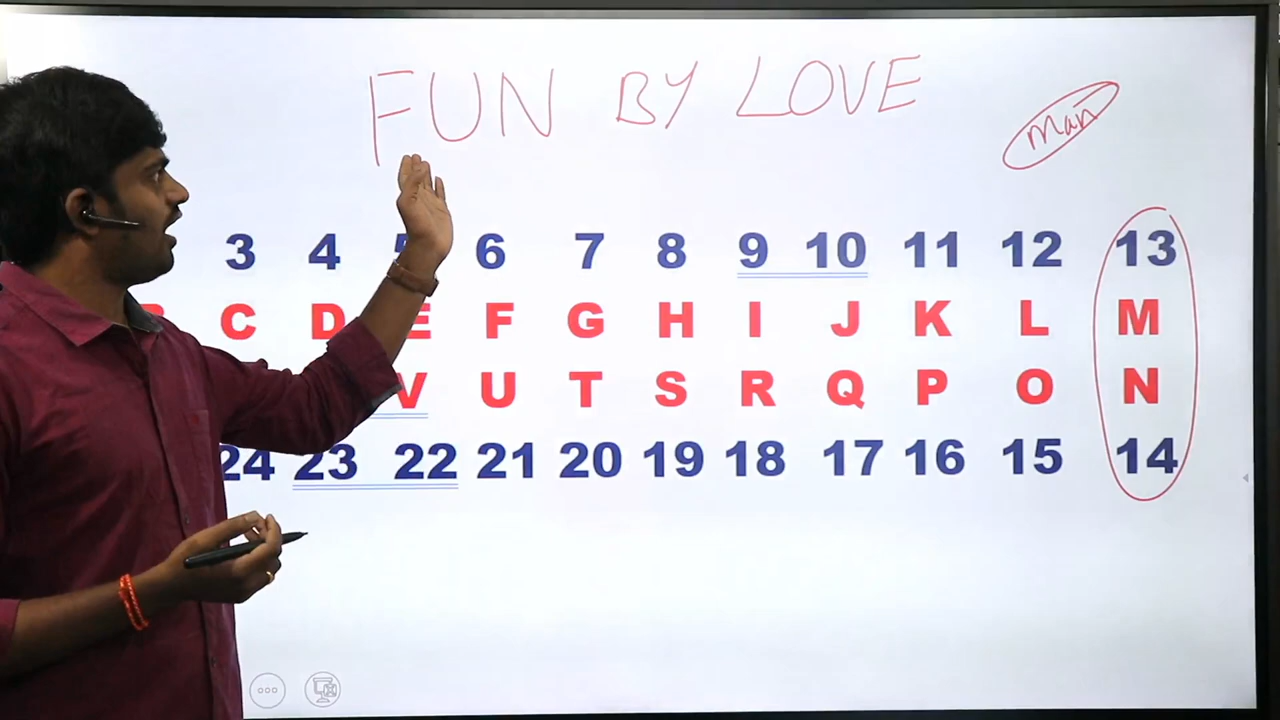 FUN BY LOVE
Man
3 4 5 6 7 8 9 10 11 12 13
C D E F G H I J K L M
V U T S R Q P O N
24 23 22 21 20 19 18 17 16 15 14